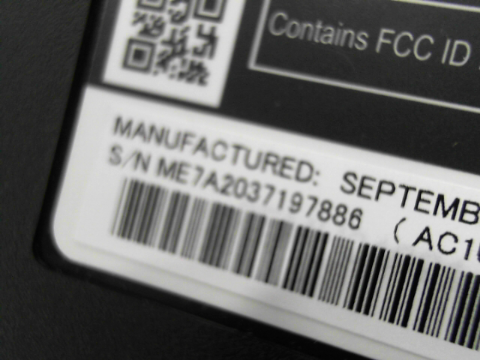 Contains FCC ID
MANUFACTURED: SEPTEMB
S/N ME7A2037197886 (AC1